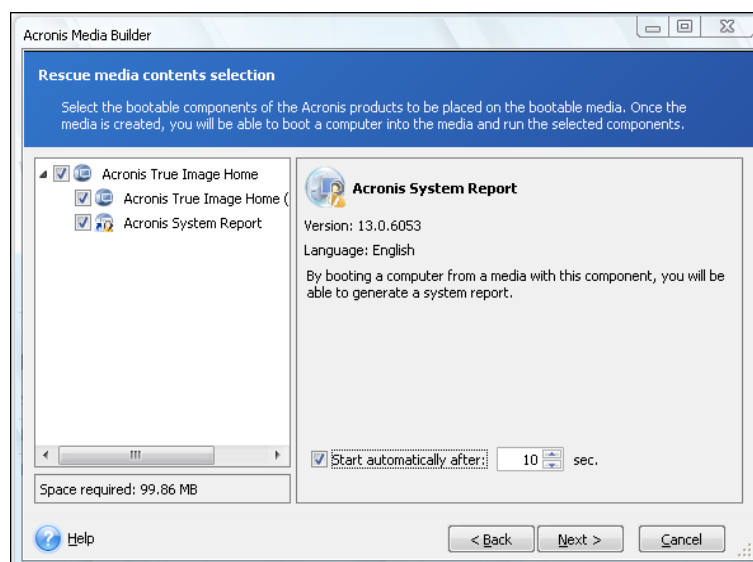 Acronis Media Builder
Rescue media contents selection
Select the bootable components of the Acronis products to be placed on the bootable media. Once the
media is created, you will be able to boot a computer into the media and run the selected components.
Acronis True Image Home
Acronis True Image Home (
Acronis System Report
Space required: 99.86 MB
Acronis System Report
Version: 13.0.6053
Language: English
By booting a computer from a media with this component, you will be
able to generate a system report.
Start automatically after: 10 sec.
Help
< Back
Next >
Cancel